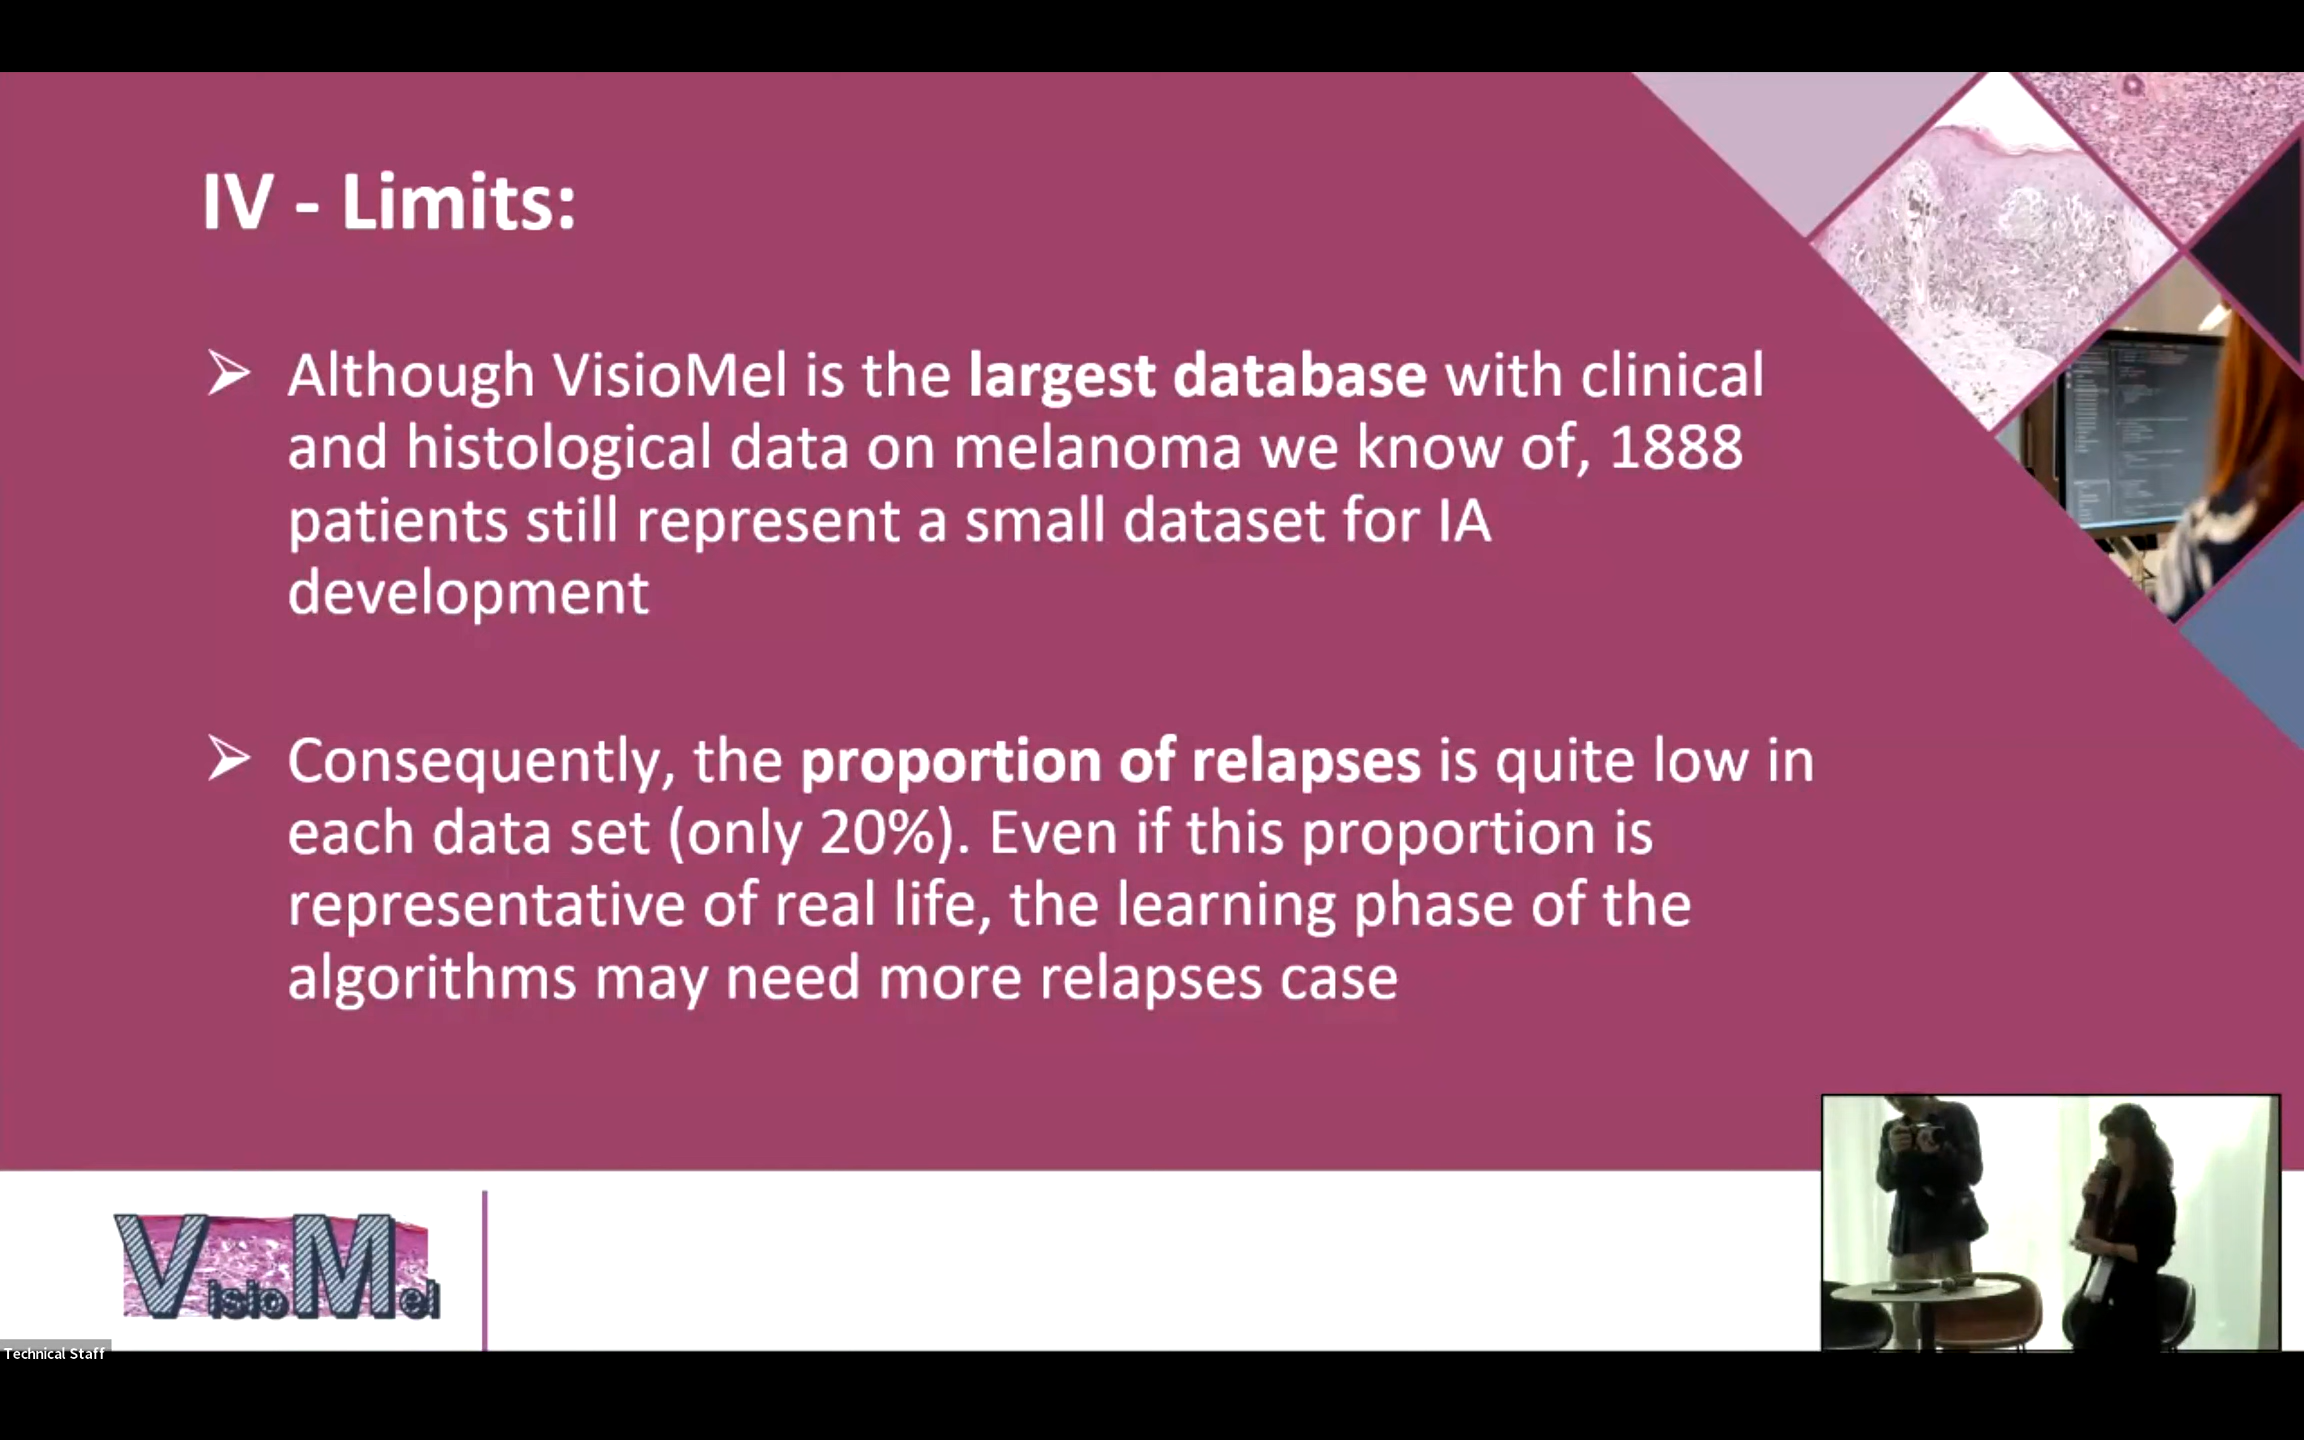 IV - Limits:
➢ Although VisioMel is the largest database with clinical
and histological data on melanoma we know of, 1888
patients still represent a small dataset for IA
development
➢ Consequently, the proportion of relapses is quite low in
each data set (only 20%). Even if this proportion is
representative of real life, the learning phase of the
algorithms may need more relapses case
VisioMel
Technical Staff